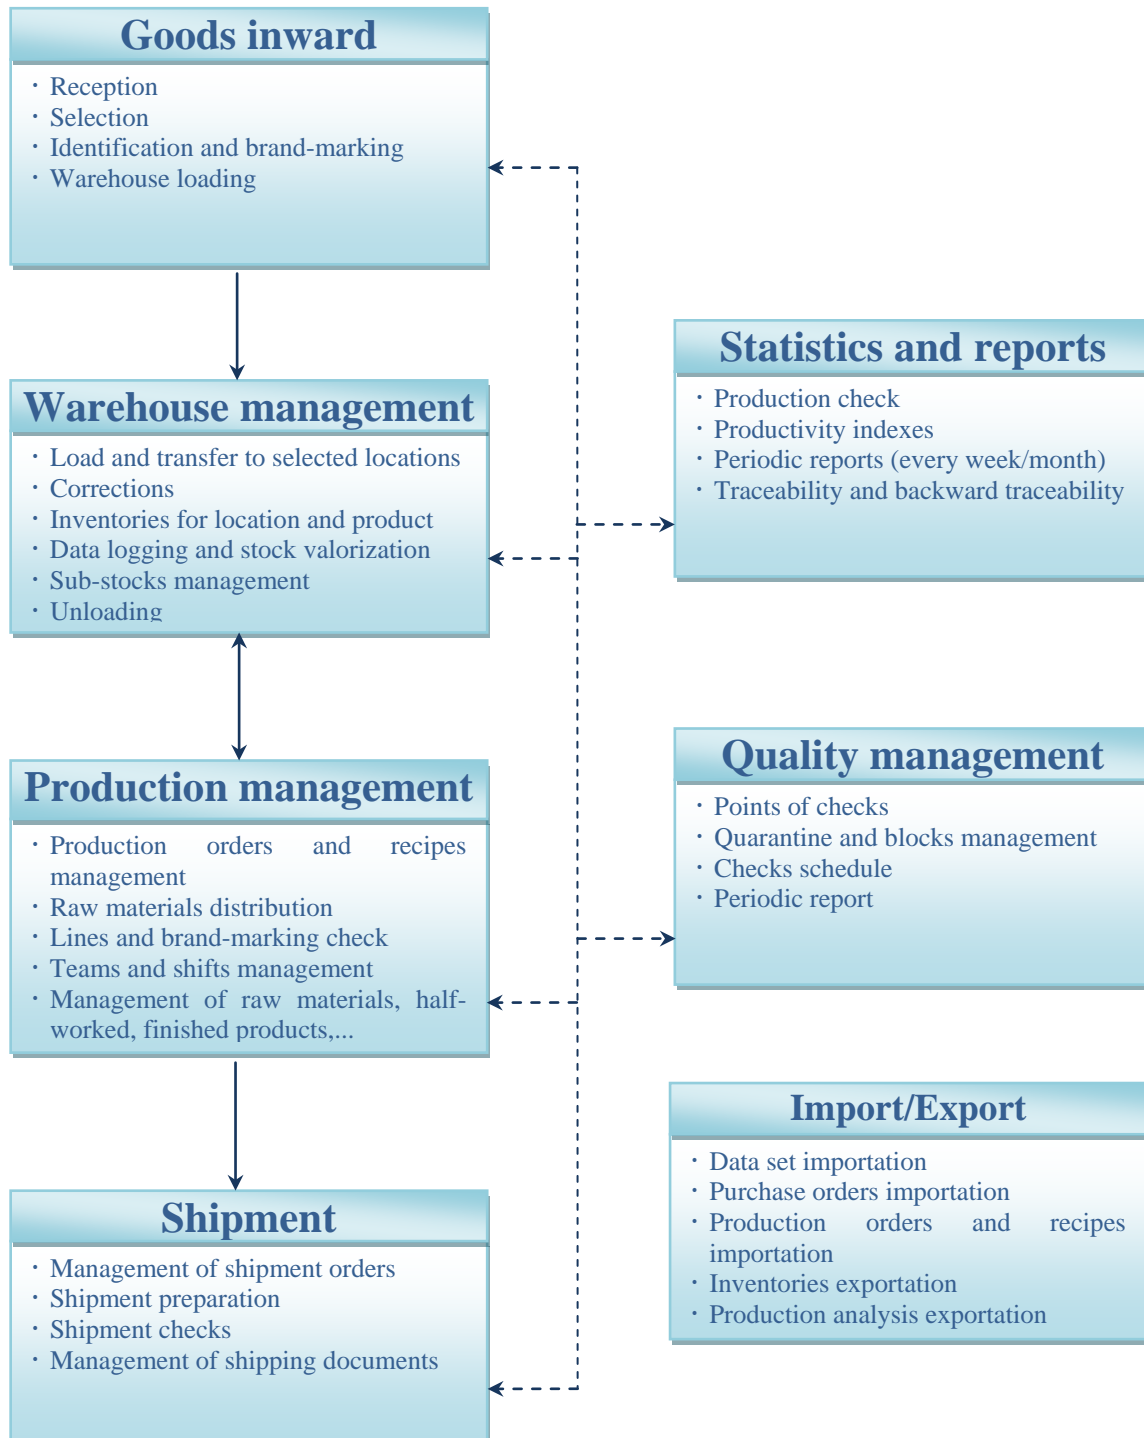 Goods inward
· Reception
· Selection
· Identification and brand-marking
· Warehouse loading
Warehouse management
· Load and transfer to selected locations
· Corrections
· Inventories for location and product
· Data logging and stock valorization
· Sub-stocks management
· Unloading
Production management
· Production orders and recipes
management
· Raw materials distribution
· Lines and brand-marking check
· Teams and shifts management
· Management of raw materials, half-
worked, finished products,...
Shipment
· Management of shipment orders
· Shipment preparation
· Shipment checks
· Management of shipping documents
Statistics and reports
· Production check
· Productivity indexes
· Periodic reports (every week/month)
· Traceability and backward traceability
Quality management
· Points of checks
· Quarantine and blocks management
· Checks schedule
· Periodic report
Import/Export
· Data set importation
· Purchase orders importation
· Production orders and recipes
importation
· Inventories exportation
· Production analysis exportation